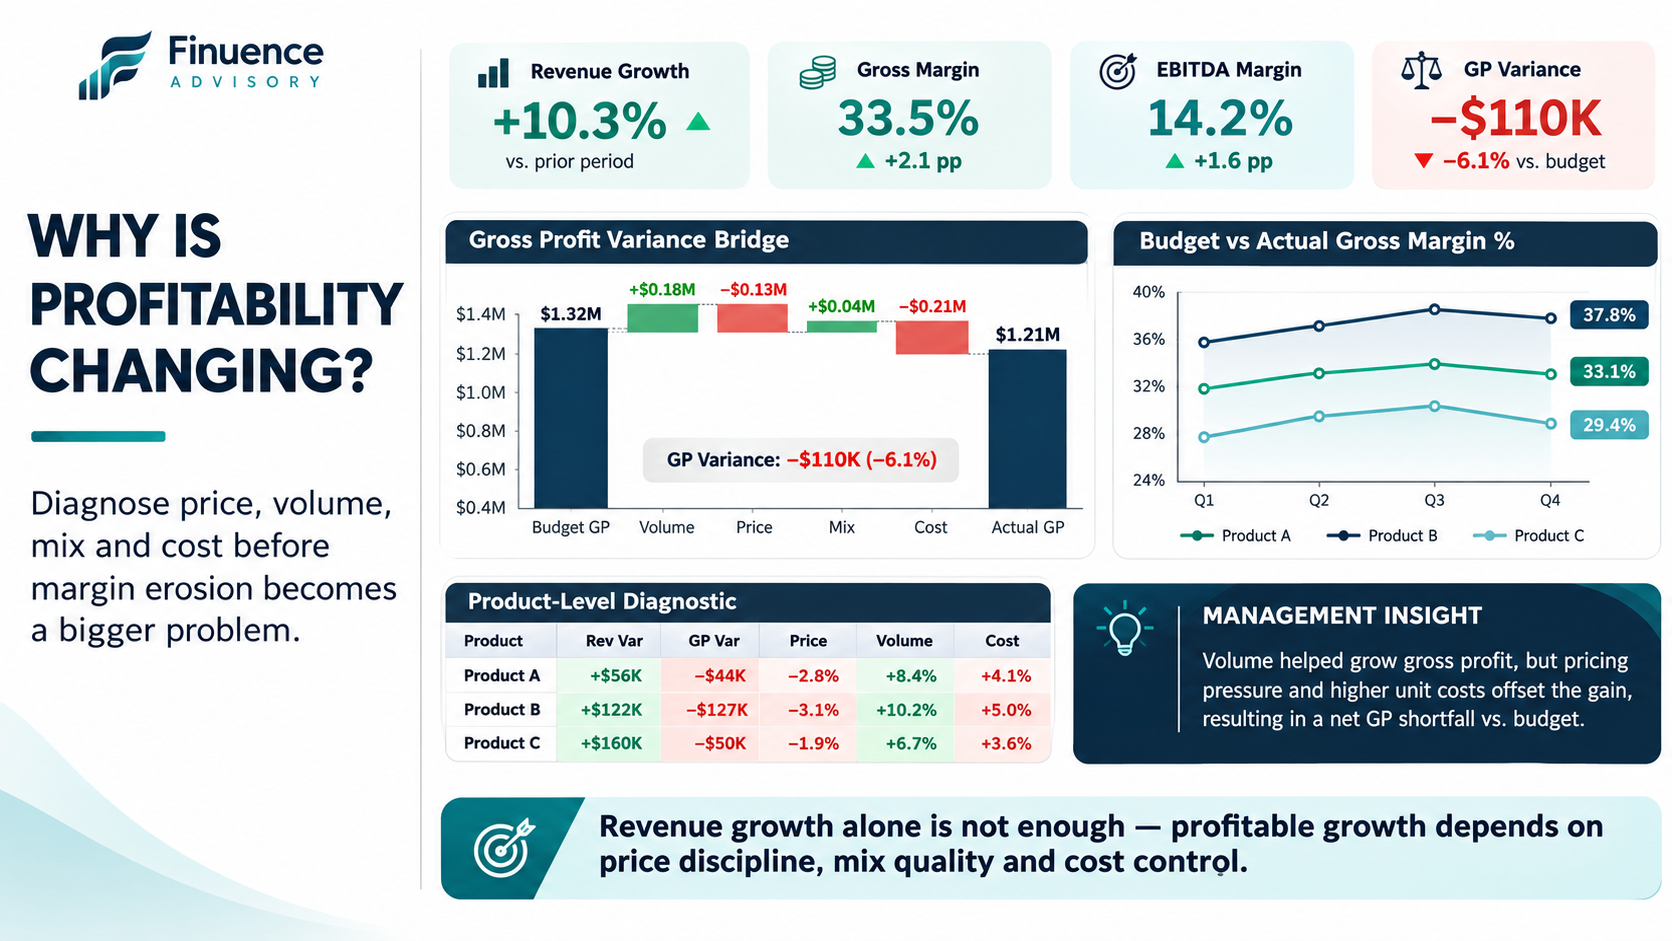 Finuence
ADVISORY
WHY IS
PROFITABILITY
CHANGING?
Diagnose price, volume,
mix and cost before
margin erosion becomes
a bigger problem.
Revenue Growth
+10.3%
vs. prior period
Gross Margin
33.5%
+2.1 pp
EBITDA Margin
14.2%
+1.6 pp
GP Variance
−$110K
−6.1% vs. budget
Gross Profit Variance Bridge
$1.4M
$1.2M
$1.0M
$0.8M
$0.6M
$0.4M
$1.32M
+$0.18M
−$0.13M
+$0.04M
−$0.21M
$1.21M
GP Variance: −$110K (−6.1%)
Budget GP Volume Price Mix Cost Actual GP
Budget vs Actual Gross Margin %
40%
36%
32%
28%
24%
37.8%
33.1%
29.4%
Q1 Q2 Q3 Q4
Product A Product B Product C
Product-Level Diagnostic
Product Rev Var GP Var Price Volume Cost
Product A +$56K −$44K −2.8% +8.4% +4.1%
Product B +$122K −$127K −3.1% +10.2% +5.0%
Product C +$160K −$50K −1.9% +6.7% +3.6%
MANAGEMENT INSIGHT
Volume helped grow gross profit, but pricing
pressure and higher unit costs offset the gain,
resulting in a net GP shortfall vs. budget.
Revenue growth alone is not enough — profitable growth depends on
price discipline, mix quality and cost control.